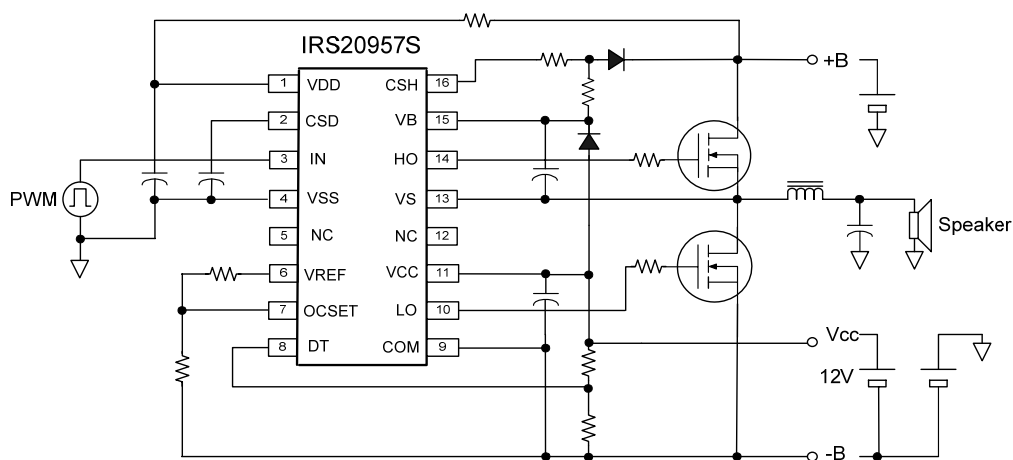 IRS20957S
+B
1 VDD CSH 16
2 CSD VB 15
3 IN HO 14
PWM
4 VSS VS 13
Speaker
5 NC NC 12
6 VREF VCC 11
7 OCSET LO 10
8 DT COM 9
Vcc
12V
-B